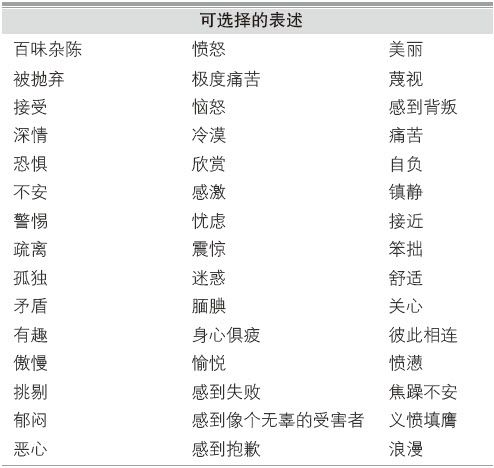 可选择的表述
百味杂陈 愤怒 美丽
被抛弃 极度痛苦 蔑视
接受 恼怒 感到背叛
深情 冷漠 痛苦
恐惧 欣赏 自负
不安 感激 镇静
警惕 忧虑 接近
疏离 震惊 笨拙
孤独 迷惑 舒适
矛盾 腼腆 关心
有趣 身心俱疲 彼此相连
傲慢 愉悦 愤懑
挑剔 感到失败 焦躁不安
郁闷 感到像个无辜的受害者 义愤填膺
恶心 感到抱歉 浪漫